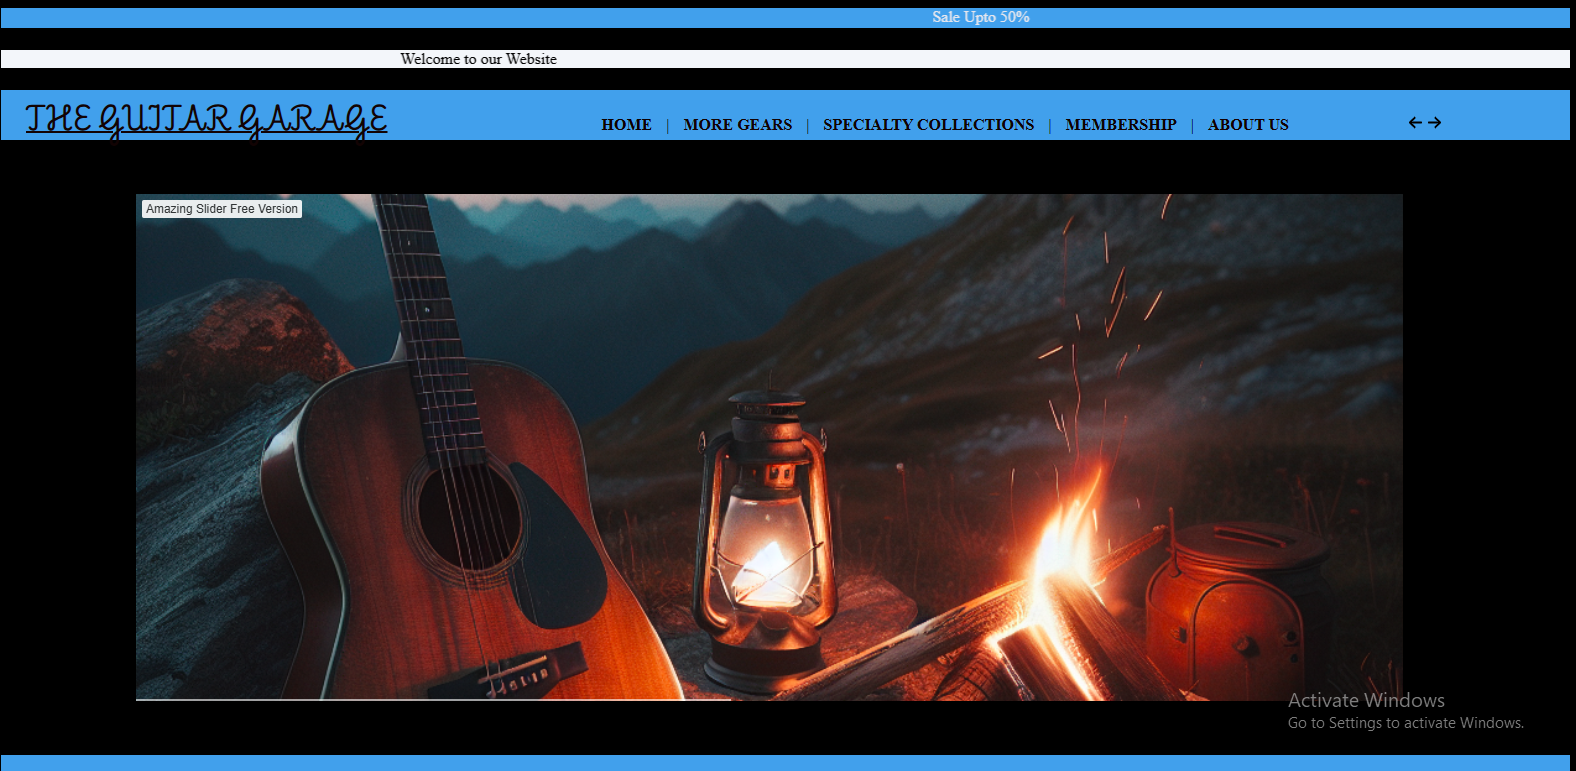 Sale Upto 50%
Welcome to our Website
THE GUITAR GARAGE
HOME | MORE GEARS | SPECIALTY COLLECTIONS | MEMBERSHIP | ABOUT US
Amazing Slider Free Version
Activate Windows
Go to Settings to activate Windows.